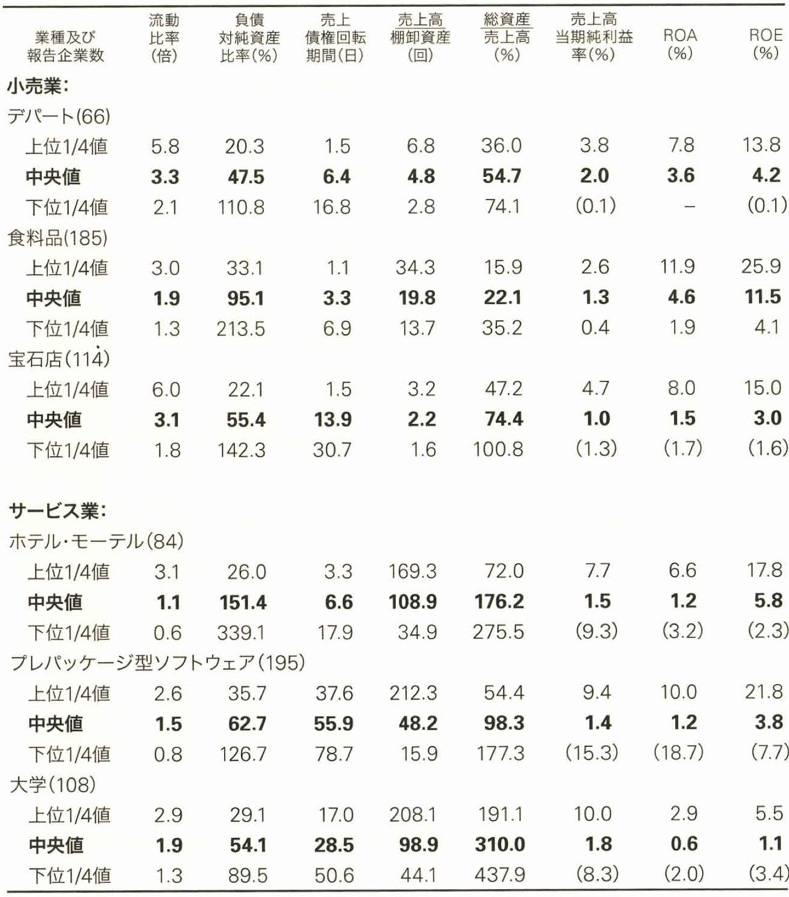 業種及び 報告企業数 流動 比率 (倍) 負債 対純資産 比率(%) 売上 債権回転 期間(日) 売上高 棚卸資産 (回) 総資産 売上高 (%) 売上高 当期純利益 率(%) ROA (%) ROE (%)
小売業:
デパート(66)
上位1/4値 5.8 20.3 1.5 6.8 36.0 3.8 7.8 13.8
中央値 3.3 47.5 6.4 4.8 54.7 2.0 3.6 4.2
下位1/4値 2.1 110.8 16.8 2.8 74.1 (0.1) – (0.1)
食料品(185)
上位1/4値 3.0 33.1 1.1 34.3 15.9 2.6 11.9 25.9
中央値 1.9 95.1 3.3 19.8 22.1 1.3 4.6 11.5
下位1/4値 1.3 213.5 6.9 13.7 35.2 0.4 1.9 4.1
宝石店(114)
上位1/4値 6.0 22.1 1.5 3.2 47.2 4.7 8.0 15.0
中央値 3.1 55.4 13.9 2.2 74.4 1.0 1.5 3.0
下位1/4値 1.8 142.3 30.7 1.6 100.8 (1.3) (1.7) (1.6)
サービス業:
ホテル・モーテル(84)
上位1/4値 3.1 26.0 3.3 169.3 72.0 7.7 6.6 17.8
中央値 1.1 151.4 6.6 108.9 176.2 1.5 1.2 5.8
下位1/4値 0.6 339.1 17.9 34.9 275.5 (9.3) (3.2) (2.3)
プレパッケージ型ソフトウェア(195)
上位1/4値 2.6 35.7 37.6 212.3 54.4 9.4 10.0 21.8
中央値 1.5 62.7 55.9 48.2 98.3 1.4 1.2 3.8
下位1/4値 0.8 126.7 78.7 15.9 177.3 (15.3) (18.7) (7.7)
大学(108)
上位1/4値 2.9 29.1 17.0 208.1 191.1 10.0 2.9 5.5
中央値 1.9 54.1 28.5 98.9 310.0 1.8 0.6 1.1
下位1/4値 1.3 89.5 50.6 44.1 437.9 (8.3) (2.0) (3.4)